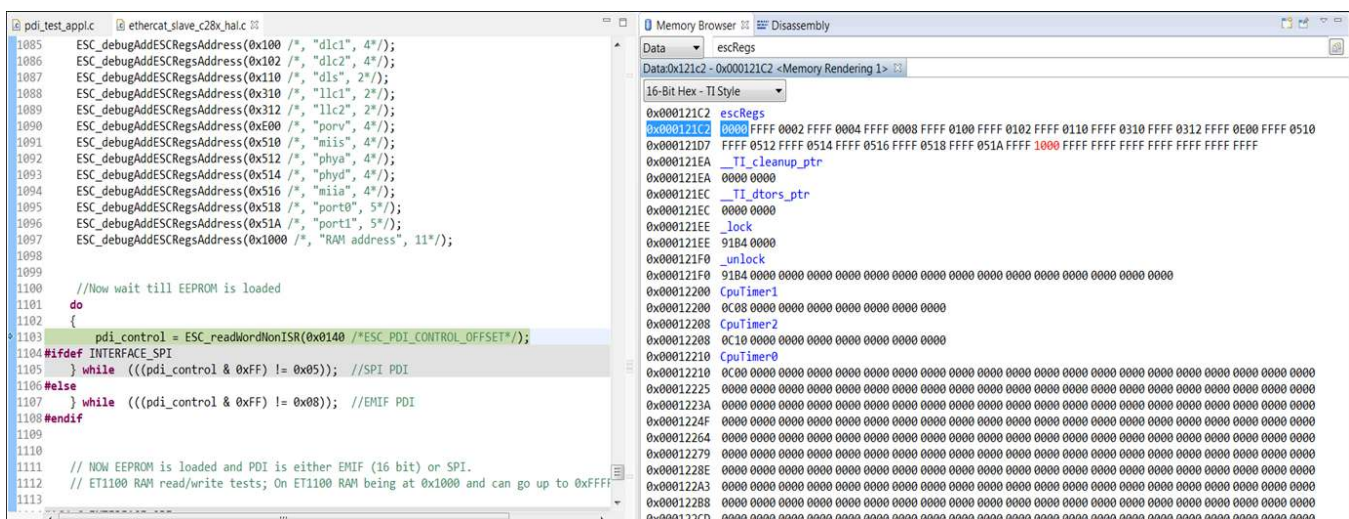 pdi_test_appl.c ethercat_slave_c28x_hal.c
1085 ESC_debugAddESCRegsAddress(0x100 /*, "dlc1", 4*/);
1086 ESC_debugAddESCRegsAddress(0x102 /*, "dlc2", 4*/);
1087 ESC_debugAddESCRegsAddress(0x110 /*, "dls", 2*/);
1088 ESC_debugAddESCRegsAddress(0x310 /*, "llc1", 2*/);
1089 ESC_debugAddESCRegsAddress(0x312 /*, "llc2", 2*/);
1090 ESC_debugAddESCRegsAddress(0xE00 /*, "porv", 4*/);
1091 ESC_debugAddESCRegsAddress(0x510 /*, "miis", 4*/);
1092 ESC_debugAddESCRegsAddress(0x512 /*, "phya", 4*/);
1093 ESC_debugAddESCRegsAddress(0x514 /*, "phyd", 4*/);
1094 ESC_debugAddESCRegsAddress(0x516 /*, "miia", 4*/);
1095 ESC_debugAddESCRegsAddress(0x518 /*, "port0", 5*/);
1096 ESC_debugAddESCRegsAddress(0x51A /*, "port1", 5*/);
1097 ESC_debugAddESCRegsAddress(0x1000 /*, "RAM address", 11*/);
1098
1099
1100 //Now wait till EEPROM is loaded
1101 do
1102 {
1103 pdi_control = ESC_readWordNonISR(0x0140 /*ESC_PDI_CONTROL_OFFSET*/);
1104 #ifdef INTERFACE_SPI
1105 } while (((pdi_control & 0xFF) != 0x05)); //SPI PDI
1106 #else
1107 } while (((pdi_control & 0xFF) != 0x08)); //EMIF PDI
1108 #endif
1109
1110
1111 // NOW EEPROM is loaded and PDI is either EMIF (16 bit) or SPI.
1112 // ET1100 RAM read/write tests; On ET1100 RAM being at 0x1000 and can go up to 0xFFFF
1113
Memory Browser Disassembly
Data escRegs
Data:0x121c2 - 0x000121C2 <Memory Rendering 1>
16-Bit Hex - TI Style
0x000121C2 escRegs
0x000121C2 0000 FFFF 0002 FFFF 0004 FFFF 0008 FFFF 0100 FFFF 0102 FFFF 0110 FFFF 0310 FFFF 0312 FFFF 0E00 FFFF 0510
0x000121D7 FFFF 0512 FFFF 0514 FFFF 0516 FFFF 0518 FFFF 051A FFFF 1000 FFFF FFFF FFFF FFFF FFFF FFFF FFFF
0x000121EA __TI_cleanup_ptr
0x000121EA 0000 0000
0x000121EC __TI_dtors_ptr
0x000121EC 0000 0000
0x000121EE _lock
0x000121EE 91B4 0000
0x000121F0 _unlock
0x000121F0 91B4 0000 0000 0000 0000 0000 0000 0000 0000 0000 0000 0000 0000 0000 0000 0000
0x00012200 CpuTimer1
0x00012200 0C08 0000 0000 0000 0000 0000 0000 0000
0x00012208 CpuTimer2
0x00012208 0C10 0000 0000 0000 0000 0000 0000 0000
0x00012210 CpuTimer0
0x00012210 0C00 0000 0000 0000 0000 0000 0000 0000 0000 0000 0000 0000 0000 0000 0000 0000 0000 0000 0000 0000 0000
0x00012225 0000 0000 0000 0000 0000 0000 0000 0000 0000 0000 0000 0000 0000 0000 0000 0000 0000 0000 0000 0000 0000
0x0001223A 0000 0000 0000 0000 0000 0000 0000 0000 0000 0000 0000 0000 0000 0000 0000 0000 0000 0000 0000 0000 0000
0x0001224F 0000 0000 0000 0000 0000 0000 0000 0000 0000 0000 0000 0000 0000 0000 0000 0000 0000 0000 0000 0000 0000
0x00012264 0000 0000 0000 0000 0000 0000 0000 0000 0000 0000 0000 0000 0000 0000 0000 0000 0000 0000 0000 0000 0000
0x00012279 0000 0000 0000 0000 0000 0000 0000 0000 0000 0000 0000 0000 0000 0000 0000 0000 0000 0000 0000 0000 0000
0x0001228E 0000 0000 0000 0000 0000 0000 0000 0000 0000 0000 0000 0000 0000 0000 0000 0000 0000 0000 0000 0000 0000
0x000122A3 0000 0000 0000 0000 0000 0000 0000 0000 0000 0000 0000 0000 0000 0000 0000 0000 0000 0000 0000 0000 0000
0x000122B8 0000 0000 0000 0000 0000 0000 0000 0000 0000 0000 0000 0000 0000 0000 0000 0000 0000 0000 0000 0000 0000